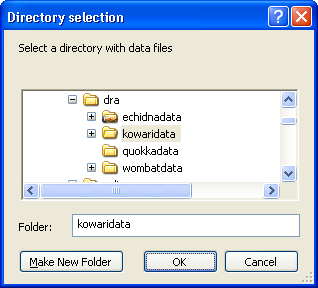 Directory selection
Select a directory with data files
dra
echidnadata
kowaridata
quokkadata
wombatdata
Folder: kowaridata
Make New Folder OK Cancel